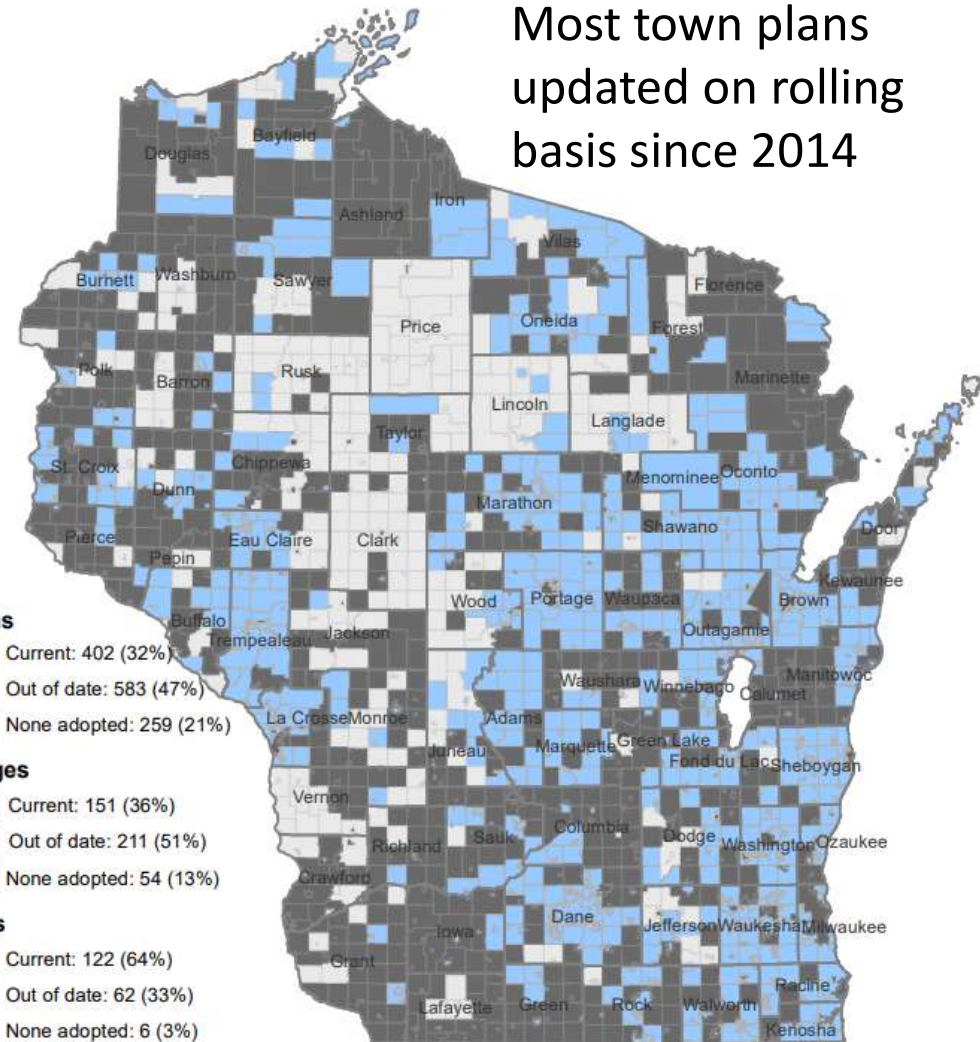 Most town plans
updated on rolling
basis since 2014
Bayfield
Douglas
Iron
Ashland
Vilas
Burnett
Washburn
Sawyer
Florence
Price
Oneida
Forest
Polk
Barron
Rusk
Marinette
Lincoln
Langlade
Taylor
St. Croix
Chippewa
Menominee
Oconto
Dunn
Marathon
Shawano
Door
Pierce
Eau Claire
Clark
Pepin
Kewaunee
Wood
Portage
Waupaca
Brown
s
Buffalo
Trempealeau
Jackson
Outagamie
Current: 402 (32%)
Out of date: 583 (47%)
None adopted: 259 (21%)
Waushara
Winnebago
Calumet
Manitowoc
La Crosse
Monroe
Adams
Juneau
Marquette
Green Lake
Fond du Lac
Sheboygan
ges
Current: 151 (36%)
Out of date: 211 (51%)
None adopted: 54 (13%)
Vernon
Richland
Sauk
Columbia
Dodge
Washington
Ozaukee
Crawford
s
Dane
Jefferson
Waukesha
Milwaukee
Iowa
Grant
Current: 122 (64%)
Out of date: 62 (33%)
None adopted: 6 (3%)
Lafayette
Green
Rock
Walworth
Racine
Kenosha